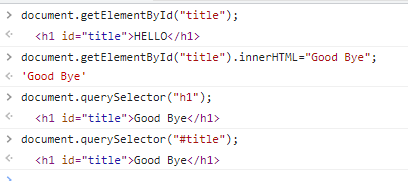 document.getElementById("title");
<h1 id="title">HELLO</h1>
document.getElementById("title").innerHTML="Good Bye";
'Good Bye'
document.querySelector("h1");
<h1 id="title">Good Bye</h1>
document.querySelector("#title");
<h1 id="title">Good Bye</h1>